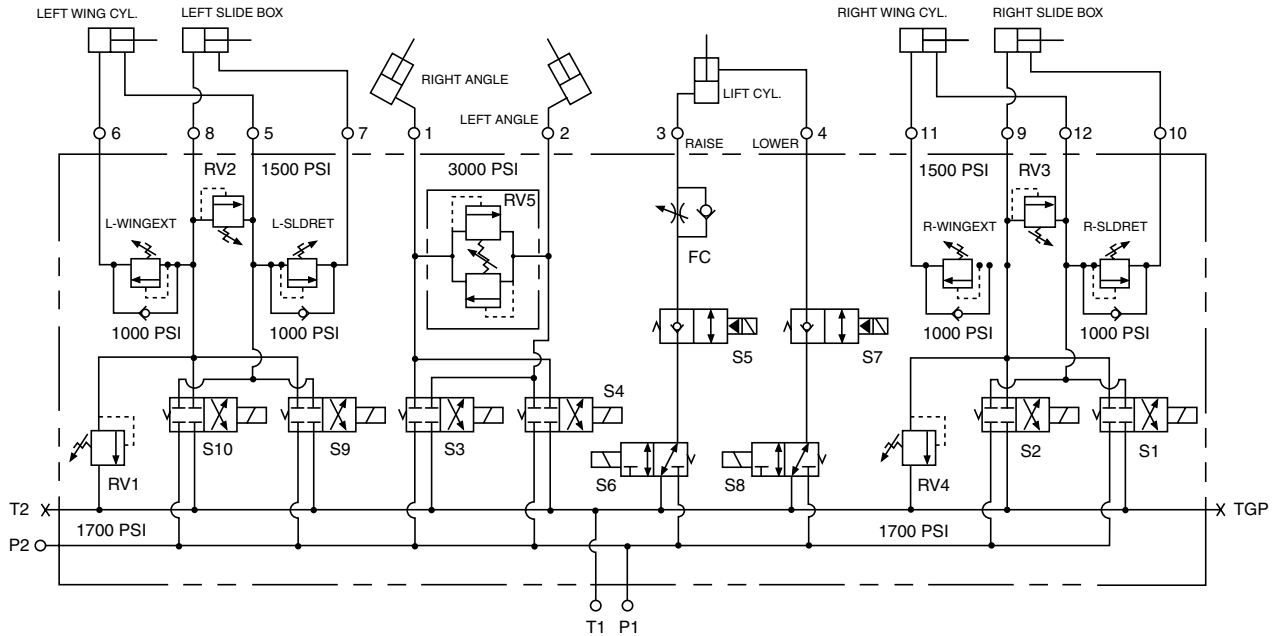 LEFT WING CYL. LEFT SLIDE BOX RIGHT WING CYL. RIGHT SLIDE BOX
RIGHT ANGLE
LIFT CYL.
LEFT ANGLE
6 8 5 7 1 2 3 4 11 9 12 10
RAISE LOWER
RV2 1500 PSI 3000 PSI 1500 PSI RV3
RV5
L-WINGEXT L-SLDRET R-WINGEXT R-SLDRET
FC
1000 PSI 1000 PSI 1000 PSI 1000 PSI
S5 S7
S4
S10 S9 S3 S2 S1
RV1 S6 S8 RV4
T2 TGP
1700 PSI 1700 PSI
P2
T1 P1